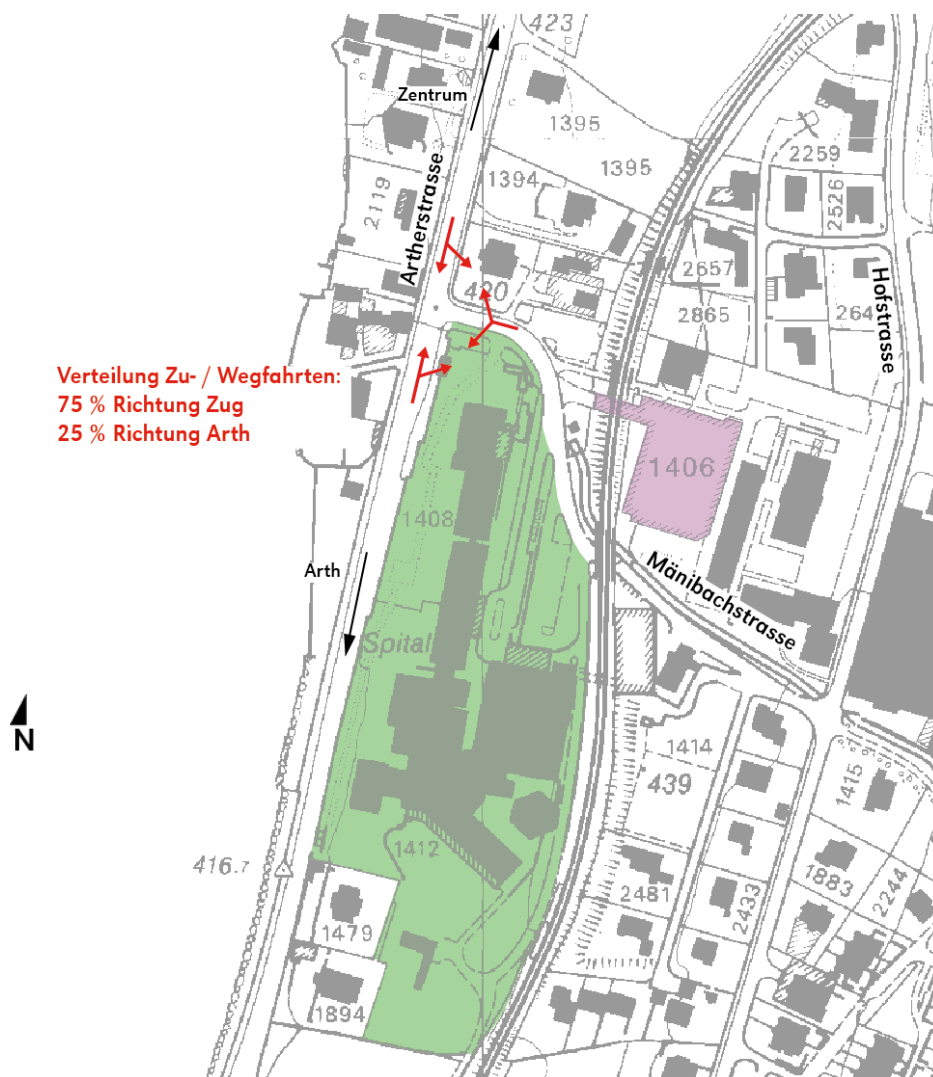 423
Zentrum
1395
2259
1394
1395
2526
2119
Artherstrasse
2657
Hofstrasse
420
2865
264
Verteilung Zu- / Wegfahrten:
75 % Richtung Zug
25 % Richtung Arth
1406
1408
Arth
Mänibachstrasse
Spital
N
1414
439
1415
1412
416.7
2481
1883
2244
2433
1479
1894